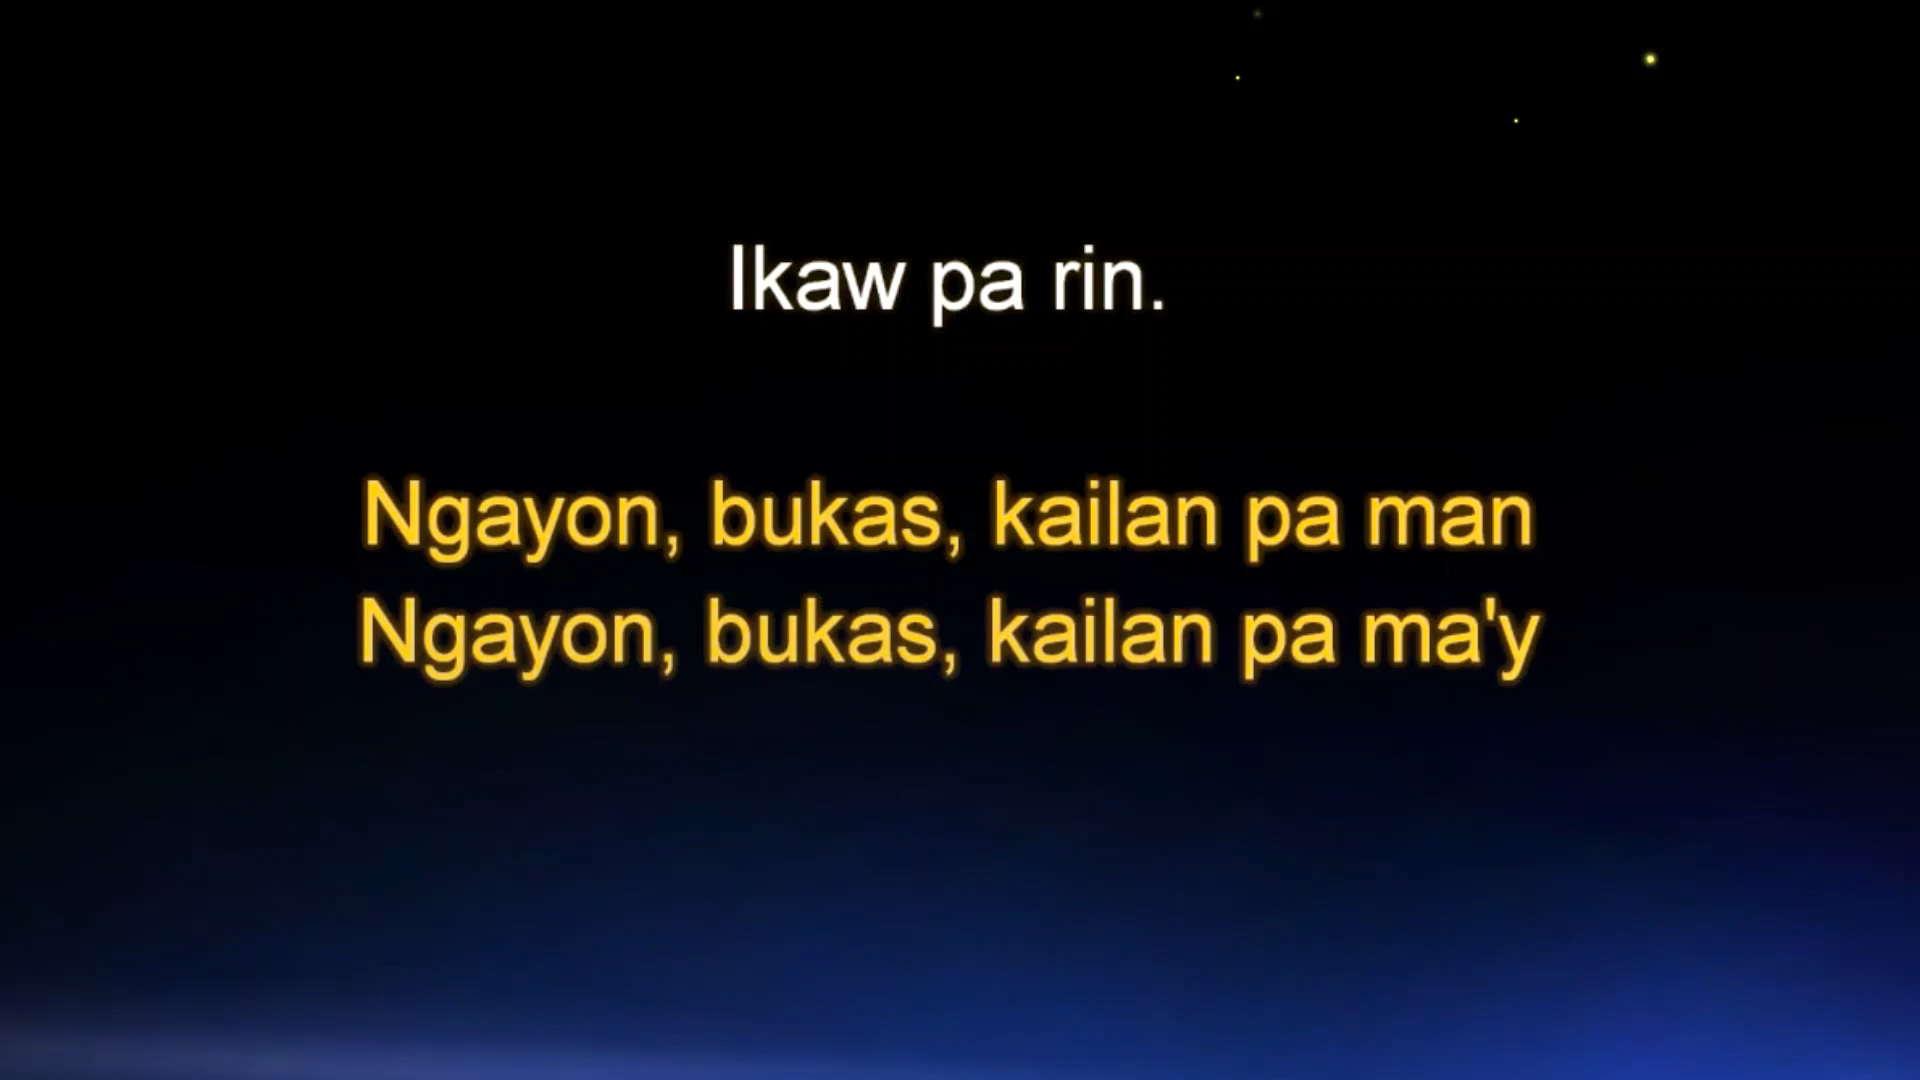 Ikaw pa rin.
Ngayon, bukas, kailan pa man
Ngayon, bukas, kailan pa ma'y